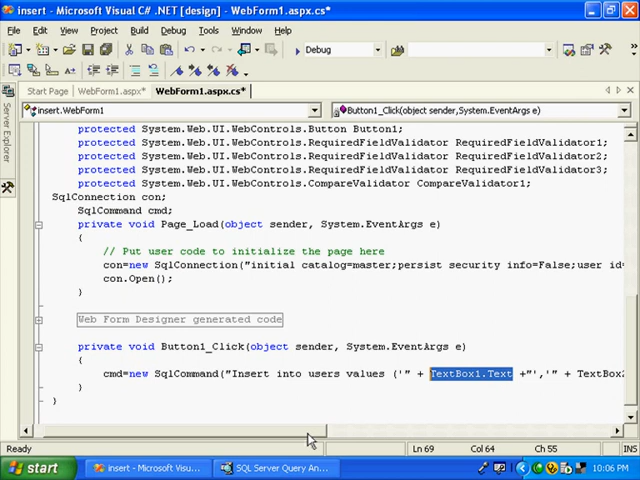 insert - Microsoft Visual C# .NET [design] - WebForm1.aspx.cs*
File Edit View Project Build Debug Tools Window Help
Debug
Start Page WebForm1.aspx* WebForm1.aspx.cs*
insert.WebForm1 Button1_Click(object sender,System.EventArgs e)
Server Explorer
protected System.Web.UI.WebControls.Button Button1;
protected System.Web.UI.WebControls.RequiredFieldValidator RequiredFieldValidator1;
protected System.Web.UI.WebControls.RequiredFieldValidator RequiredFieldValidator2;
protected System.Web.UI.WebControls.RequiredFieldValidator RequiredFieldValidator3;
protected System.Web.UI.WebControls.CompareValidator CompareValidator1;
SqlConnection con;
SqlCommand cmd;
private void Page_Load(object sender, System.EventArgs e)
{
// Put user code to initialize the page here
con=new SqlConnection("initial catalog=master;persist security info=False;user id=
con.Open();
}
Web Form Designer generated code
private void Button1_Click(object sender, System.EventArgs e)
{
cmd=new SqlCommand("Insert into users values ('" + TextBox1.Text +"','" + TextBox2
}
}
Ready Ln 69 Col 64 Ch 55 INS
start insert - Microsoft Visu... SQL Server Query An... 10:06 PM